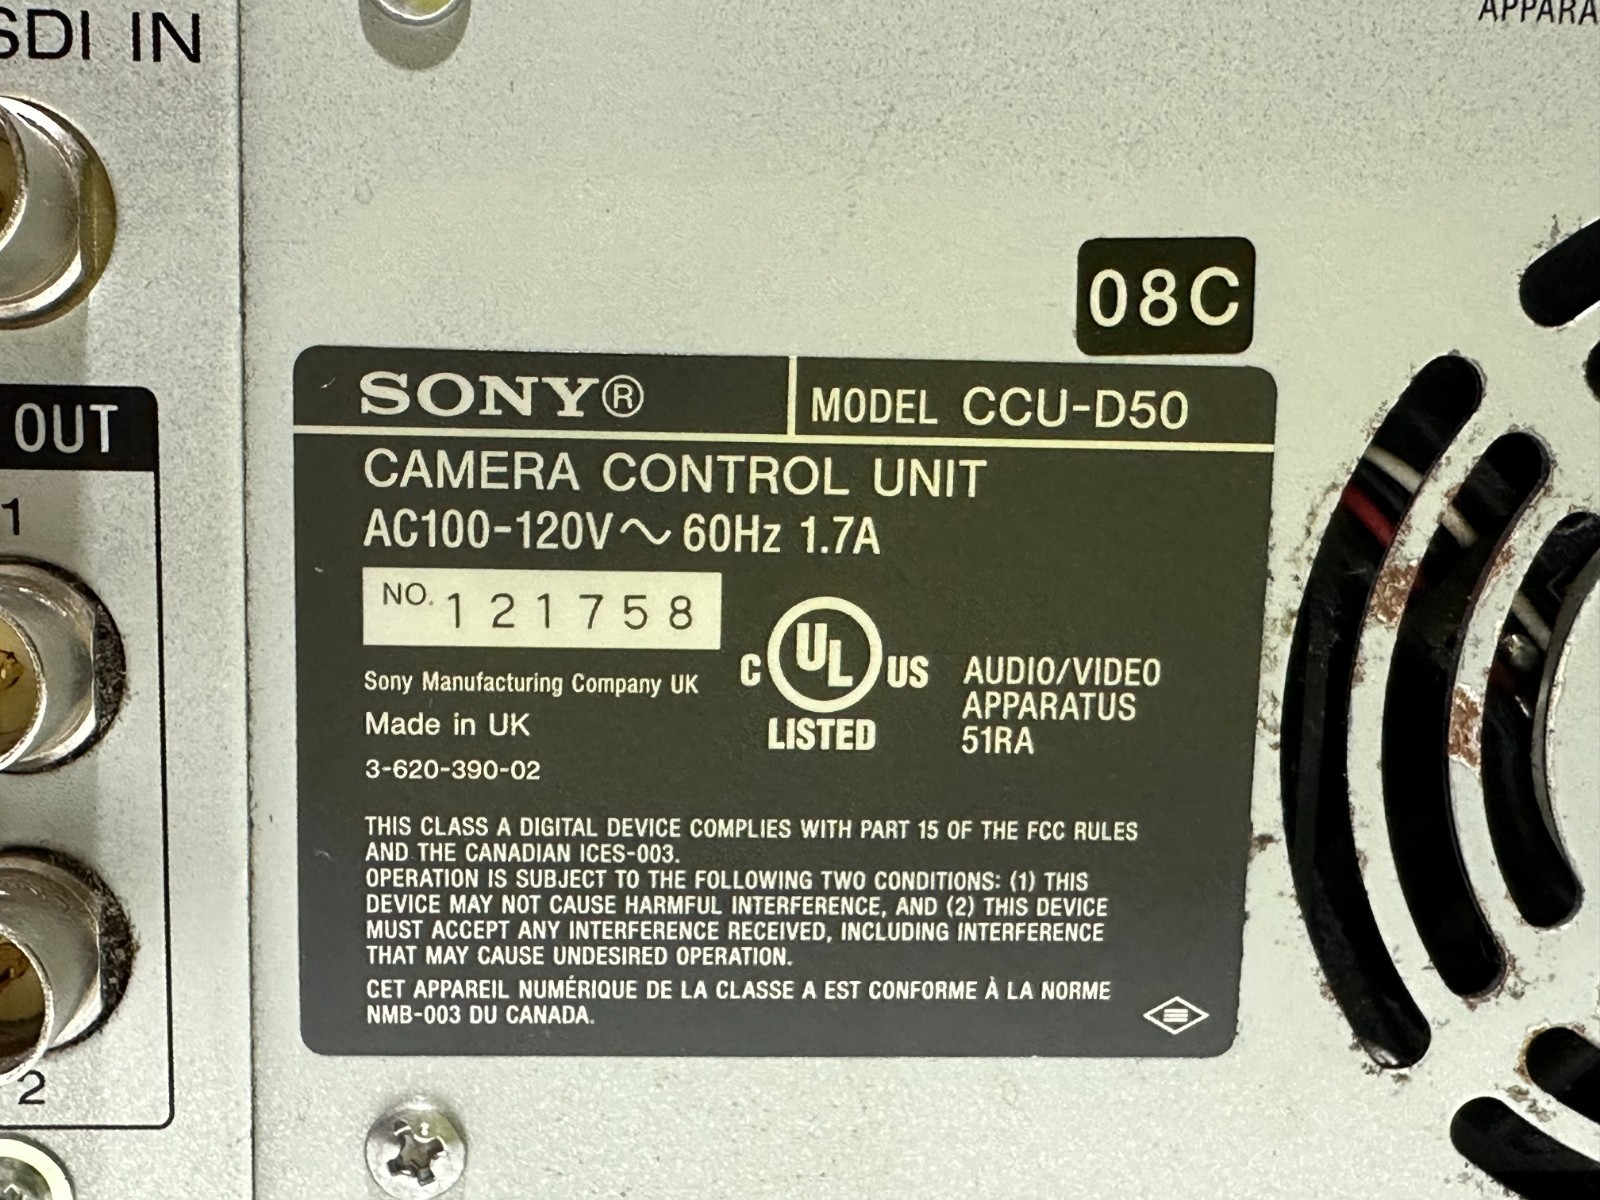 SDI IN
OUT
1
2
08C
SONY®
MODEL CCU-D50
CAMERA CONTROL UNIT
AC100-120V～ 60Hz 1.7A
NO. 121758
C UL US
LISTED
AUDIO/VIDEO
APPARATUS
51RA
Sony Manufacturing Company UK
Made in UK
3-620-390-02
THIS CLASS A DIGITAL DEVICE COMPLIES WITH PART 15 OF THE FCC RULES
AND THE CANADIAN ICES-003.
OPERATION IS SUBJECT TO THE FOLLOWING TWO CONDITIONS: (1) THIS
DEVICE MAY NOT CAUSE HARMFUL INTERFERENCE, AND (2) THIS DEVICE
MUST ACCEPT ANY INTERFERENCE RECEIVED, INCLUDING INTERFERENCE
THAT MAY CAUSE UNDESIRED OPERATION.
CET APPAREIL NUMÉRIQUE DE LA CLASSE A EST CONFORME À LA NORME
NMB-003 DU CANADA.